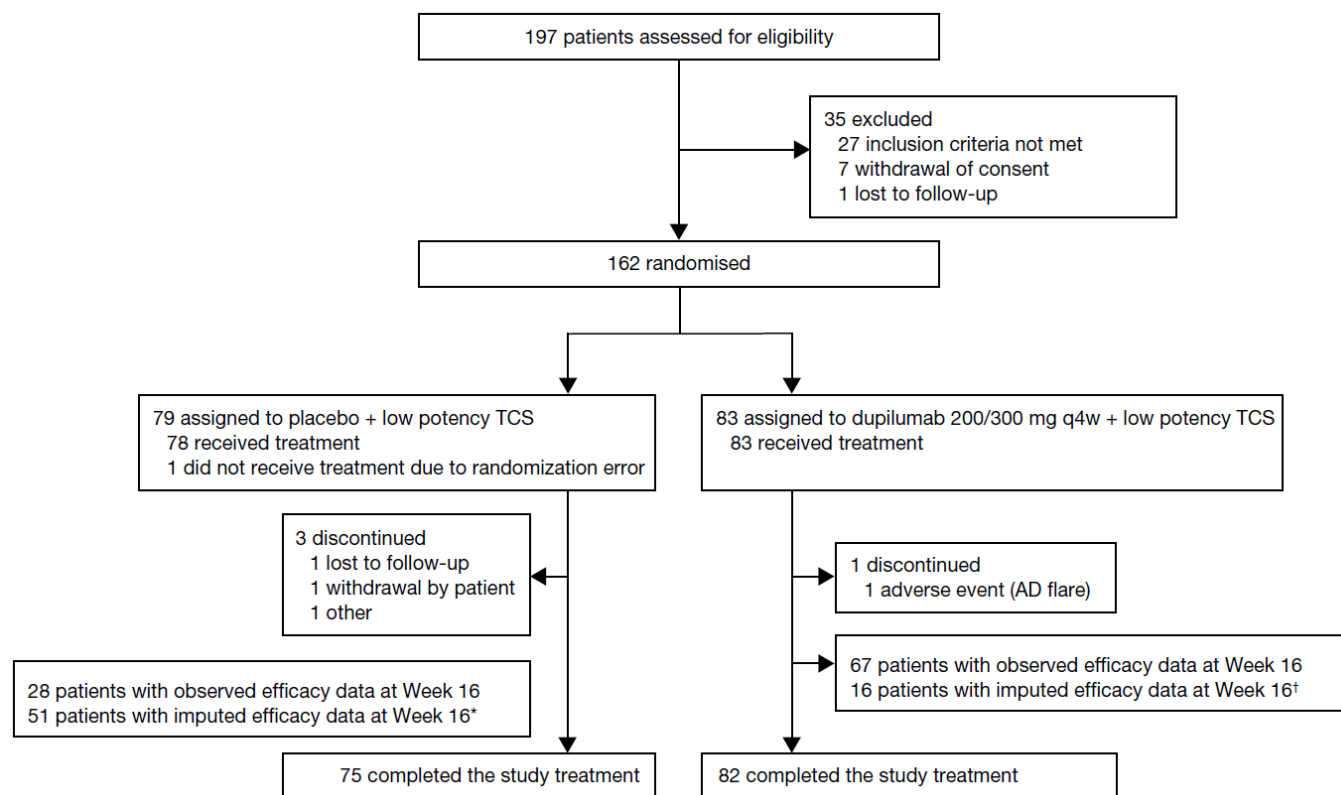 197 patients assessed for eligibility
35 excluded
27 inclusion criteria not met
7 withdrawal of consent
1 lost to follow-up
162 randomised
79 assigned to placebo + low potency TCS
78 received treatment
1 did not receive treatment due to randomization error
83 assigned to dupilumab 200/300 mg q4w + low potency TCS
83 received treatment
3 discontinued
1 lost to follow-up
1 withdrawal by patient
1 other
1 discontinued
1 adverse event (AD flare)
28 patients with observed efficacy data at Week 16
51 patients with imputed efficacy data at Week 16*
67 patients with observed efficacy data at Week 16
16 patients with imputed efficacy data at Week 16†
75 completed the study treatment
82 completed the study treatment